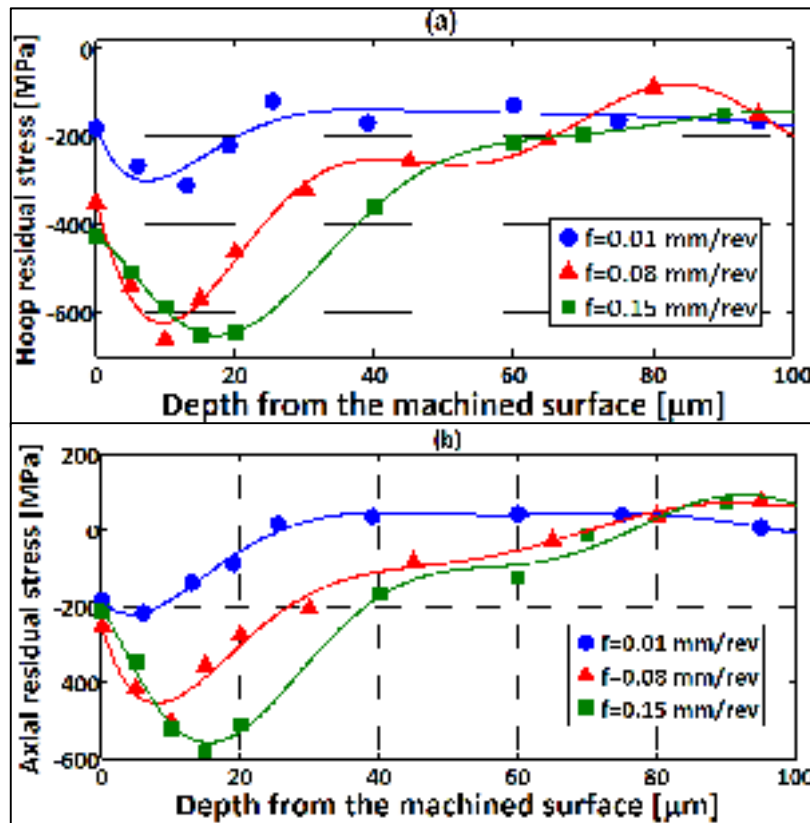 (a)
Hoop residual stress [MPa]
0
-200
-400
-600
f=0.01 mm/rev
f=0.08 mm/rev
f=0.15 mm/rev
0 20 40 60 80 100
Depth from the machined surface [µm]
(b)
Axial residual stress [MPa]
200
0
-200
400
-600
f=0.01 mm/rev
f=0.08 mm/rev
f=0.15 mm/rev
0 20 40 60 80 100
Depth from the machined surface [µm]